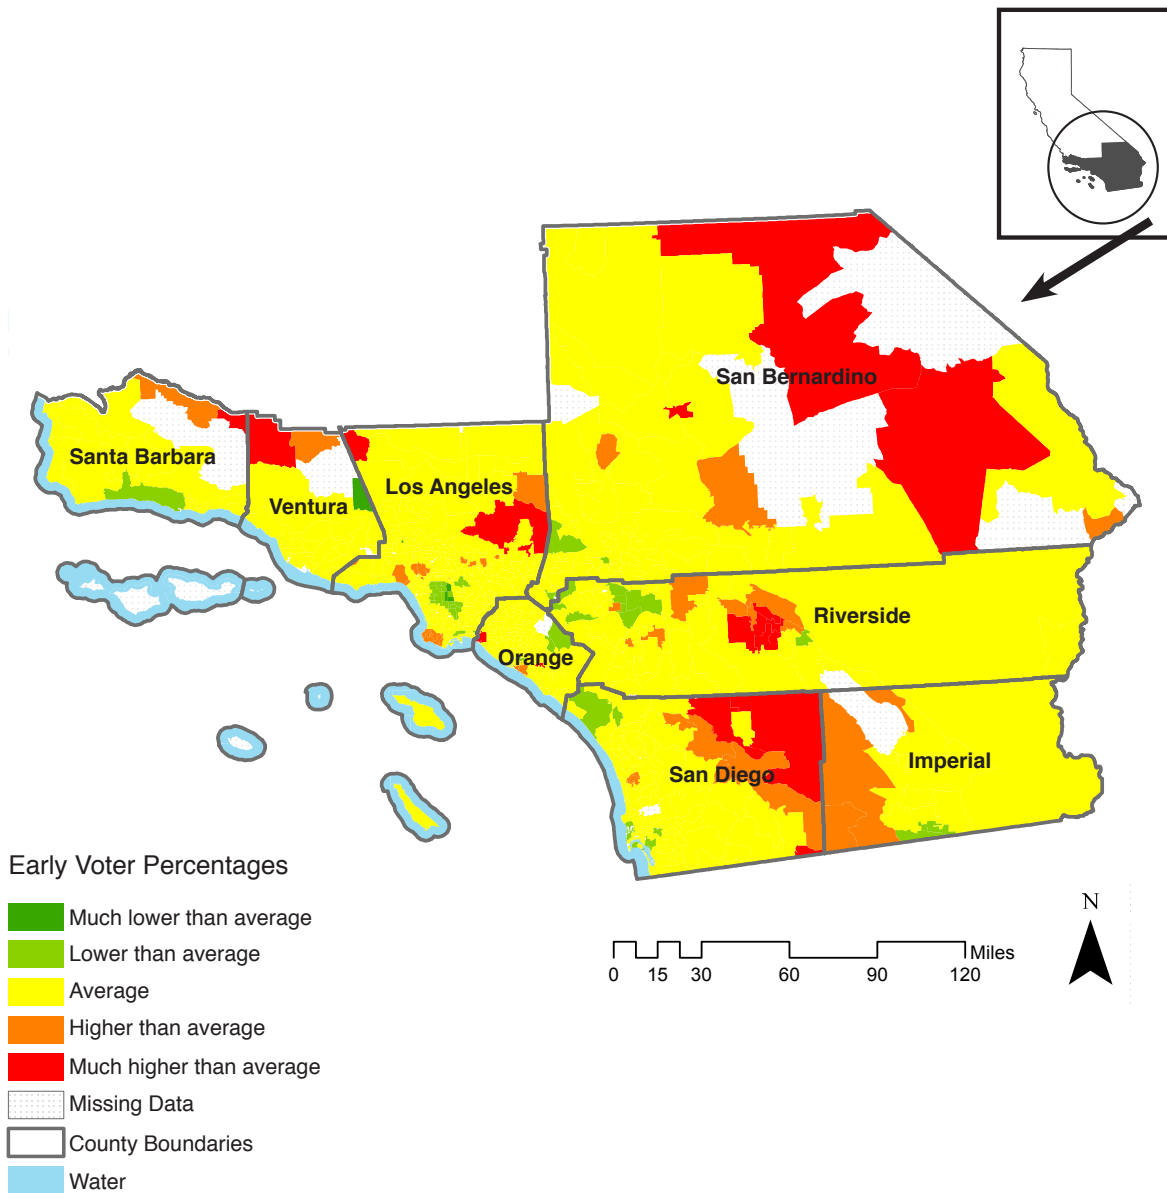 San Bernardino
Santa Barbara
Los Angeles
Ventura
Riverside
Orange
Imperial
San Diego
Early Voter Percentages
Much lower than average
Lower than average
Average
Higher than average
Much higher than average
Missing Data
County Boundaries
Water
N
Miles
0 15 30 60 90 120